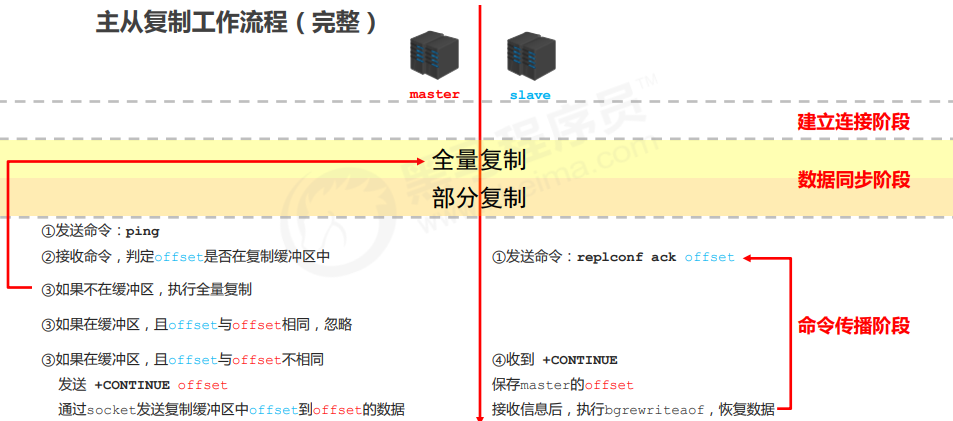 主从复制工作流程（完整）
master
slave
建立连接阶段
全量复制
部分复制
数据同步阶段
①发送命令：ping
②接收命令，判定offset是否在复制缓冲区中
③如果不在缓冲区，执行全量复制
③如果在缓冲区，且offset与offset相同，忽略
③如果在缓冲区，且offset与offset不相同
发送 +CONTINUE offset
通过socket发送复制缓冲区中offset到offset的数据
①发送命令：replconf ack offset
命令传播阶段
④收到 +CONTINUE
保存master的offset
接收信息后，执行bgrewriteaof，恢复数据
程序员™